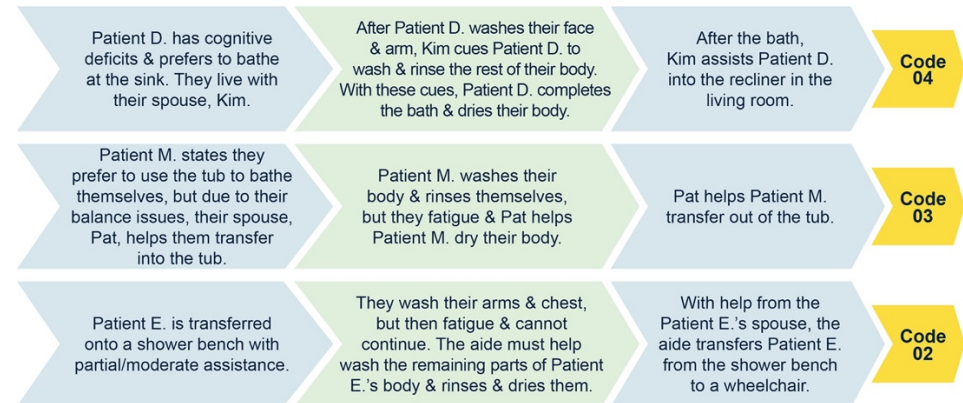 Patient D. has cognitive
deficits & prefers to bathe
at the sink. They live with
their spouse, Kim.
After Patient D. washes their face
& arm, Kim cues Patient D. to
wash & rinse the rest of their body.
With these cues, Patient D. completes
the bath & dries their body.
After the bath,
Kim assists Patient D.
into the recliner in the
living room.
Code
04
Patient M. states they
prefer to use the tub to bathe
themselves, but due to their
balance issues, their spouse,
Pat, helps them transfer
into the tub.
Patient M. washes their
body & rinses themselves,
but they fatigue & Pat helps
Patient M. dry their body.
Pat helps Patient M.
transfer out of the tub.
Code
03
Patient E. is transferred
onto a shower bench with
partial/moderate assistance.
They wash their arms & chest,
but then fatigue & cannot
continue. The aide must help
wash the remaining parts of Patient
E.'s body & rinses & dries them.
With help from the
Patient E.'s spouse, the
aide transfers Patient E.
from the shower bench
to a wheelchair.
Code
02